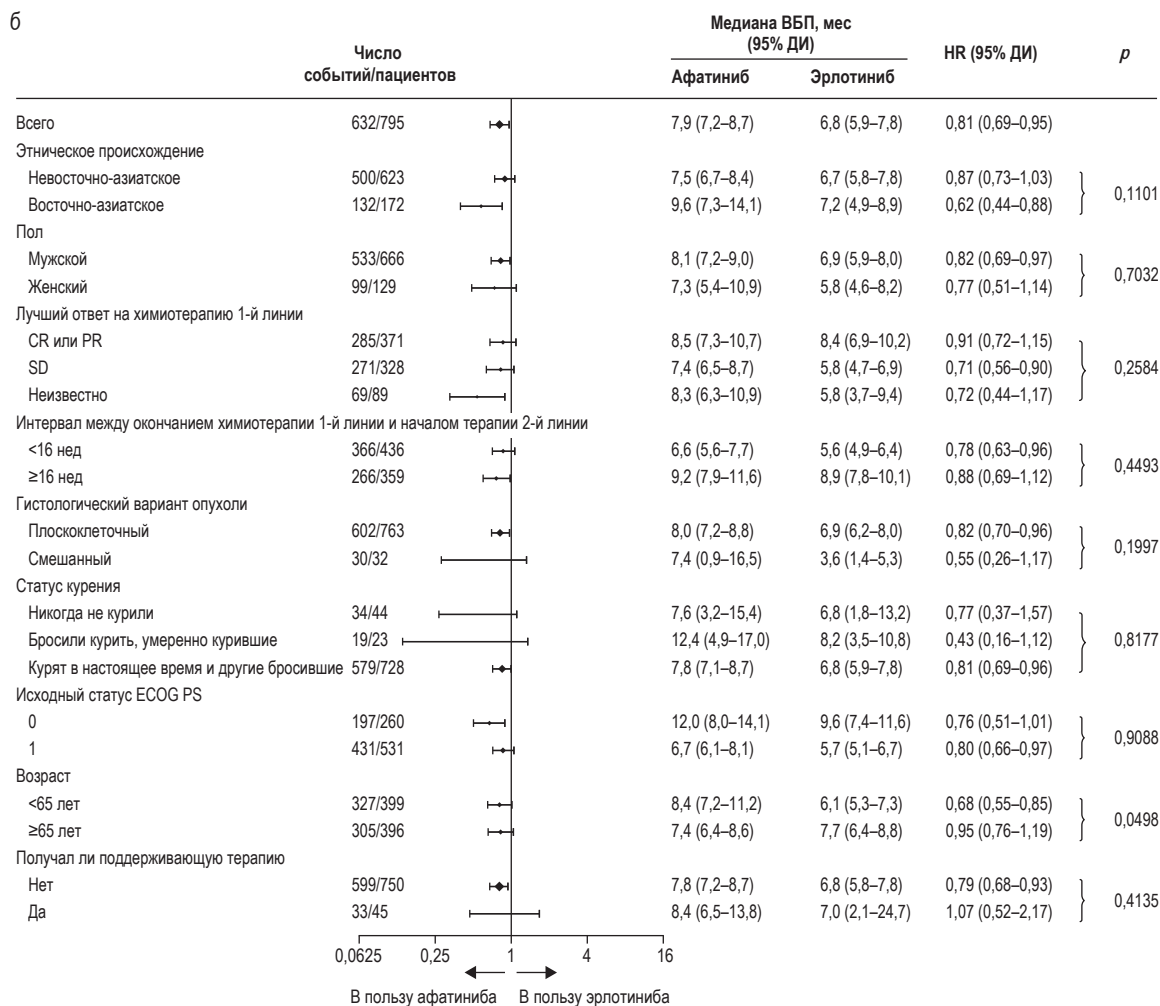 б
Медиана ВБП, мес
(95% ДИ)
Число
событий/пациентов
HR (95% ДИ)
p
Афатиниб Эрлотиниб
Всего 632/795 7,9 (7,2–8,7) 6,8 (5,9–7,8) 0,81 (0,69–0,95)
Этническое происхождение
Невосточно-азиатское 500/623 7,5 (6,7–8,4) 6,7 (5,8–7,8) 0,87 (0,73–1,03)
0,1101
Восточно-азиатское 132/172 9,6 (7,3–14,1) 7,2 (4,9–8,9) 0,62 (0,44–0,88)
Пол
Мужской 533/666 8,1 (7,2–9,0) 6,9 (5,9–8,0) 0,82 (0,69–0,97)
0,7032
Женский 99/129 7,3 (5,4–10,9) 5,8 (4,6–8,2) 0,77 (0,51–1,14)
Лучший ответ на химиотерапию 1-й линии
CR или PR 285/371 8,5 (7,3–10,7) 8,4 (6,9–10,2) 0,91 (0,72–1,15)
SD 271/328 7,4 (6,5–8,7) 5,8 (4,7–6,9) 0,71 (0,56–0,90) 0,2584
Неизвестно 69/89 8,3 (6,3–10,9) 5,8 (3,7–9,4) 0,72 (0,44–1,17)
Интервал между окончанием химиотерапии 1-й линии и началом терапии 2-й линии
<16 нед 366/436 6,6 (5,6–7,7) 5,6 (4,9–6,4) 0,78 (0,63–0,96)
0,4493
≥16 нед 266/359 9,2 (7,9–11,6) 8,9 (7,8–10,1) 0,88 (0,69–1,12)
Гистологический вариант опухоли
Плоскоклеточный 602/763 8,0 (7,2–8,8) 6,9 (6,2–8,0) 0,82 (0,70–0,96)
0,1997
Смешанный 30/32 7,4 (0,9–16,5) 3,6 (1,4–5,3) 0,55 (0,26–1,17)
Статус курения
Никогда не курили 34/44 7,6 (3,2–15,4) 6,8 (1,8–13,2) 0,77 (0,37–1,57)
Бросили курить, умеренно курившие 19/23 12,4 (4,9–17,0) 8,2 (3,5–10,8) 0,43 (0,16–1,12) 0,8177
Курят в настоящее время и другие бросившие 579/728 7,8 (7,1–8,7) 6,8 (5,9–7,8) 0,81 (0,69–0,96)
Исходный статус ECOG PS
0 197/260 12,0 (8,0–14,1) 9,6 (7,4–11,6) 0,76 (0,51–1,01)
0,9088
1 431/531 6,7 (6,1–8,1) 5,7 (5,1–6,7) 0,80 (0,66–0,97)
Возраст
<65 лет 327/399 8,4 (7,2–11,2) 6,1 (5,3–7,3) 0,68 (0,55–0,85)
0,0498
≥65 лет 305/396 7,4 (6,4–8,6) 7,7 (6,4–8,8) 0,95 (0,76–1,19)
Получал ли поддерживающую терапию
Нет 599/750 7,8 (7,2–8,7) 6,8 (5,8–7,8) 0,79 (0,68–0,93)
0,4135
Да 33/45 8,4 (6,5–13,8) 7,0 (2,1–24,7) 1,07 (0,52–2,17)
0,0625 0,25 1 4 16
В пользу афатиниба В пользу эрлотиниба